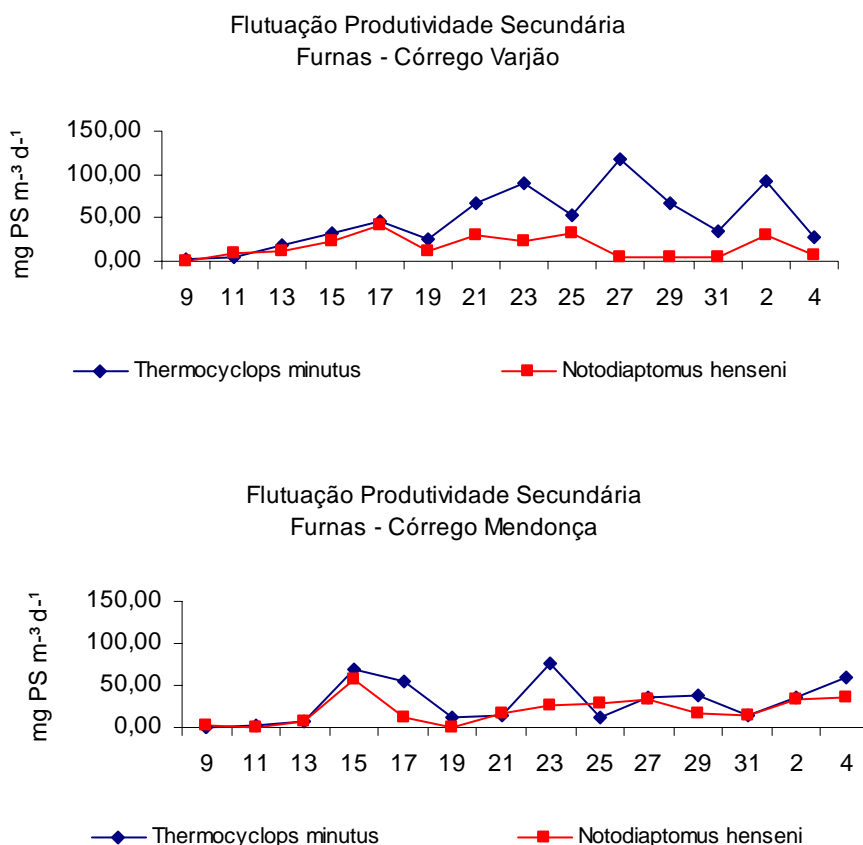 Flutuação Produtividade Secundária
Furnas - Córrego Varjão
mg PS m-³ d-¹
150,00
100,00
50,00
0,00
9 11 13 15 17 19 21 23 25 27 29 31 2 4
Thermocyclops minutus Notodiaptomus henseni
Flutuação Produtividade Secundária
Furnas - Córrego Mendonça
mg PS m-³ d-¹
150,00
100,00
50,00
0,00
9 11 13 15 17 19 21 23 25 27 29 31 2 4
Thermocyclops minutus Notodiaptomus henseni